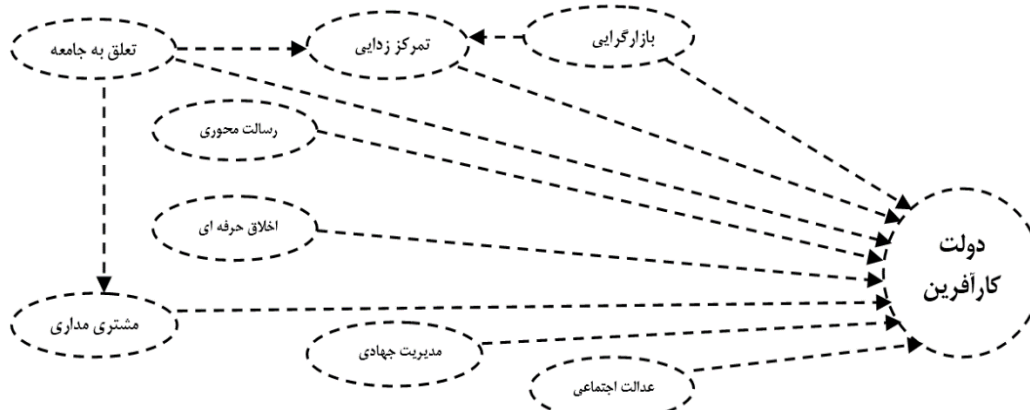 بازارگرایی
تمرکز زدایی
تعلق به جامعه
رسالت محوری
اخلاق حرفه ای
دولت
کارآفرین
مشتری مداری
مدیریت جهادی
عدالت اجتماعی